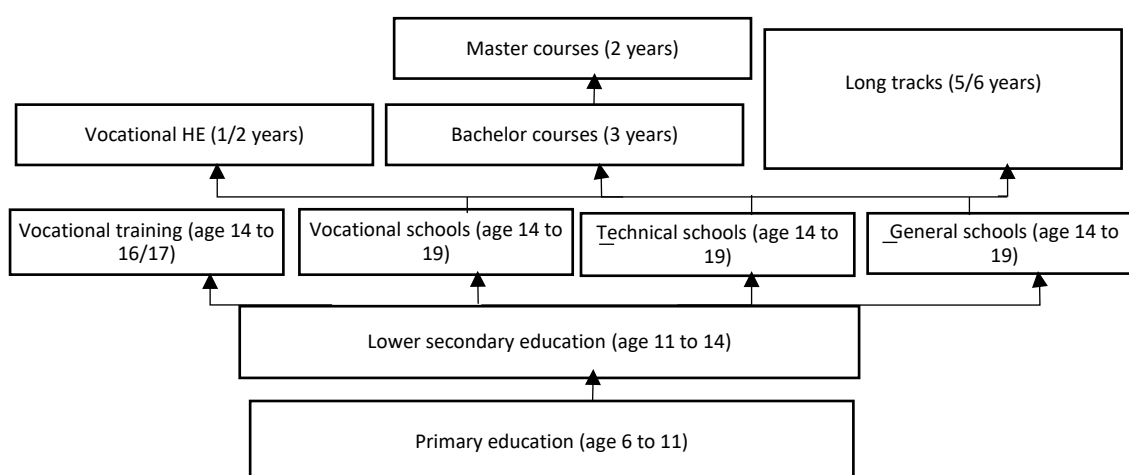 Master courses (2 years)
Long tracks (5/6 years)
Vocational HE (1/2 years)
Bachelor courses (3 years)
Vocational training (age 14 to
16/17)
Vocational schools (age 14 to
19)
Technical schools (age 14 to
19)
General schools (age 14 to
19)
Lower secondary education (age 11 to 14)
Primary education (age 6 to 11)